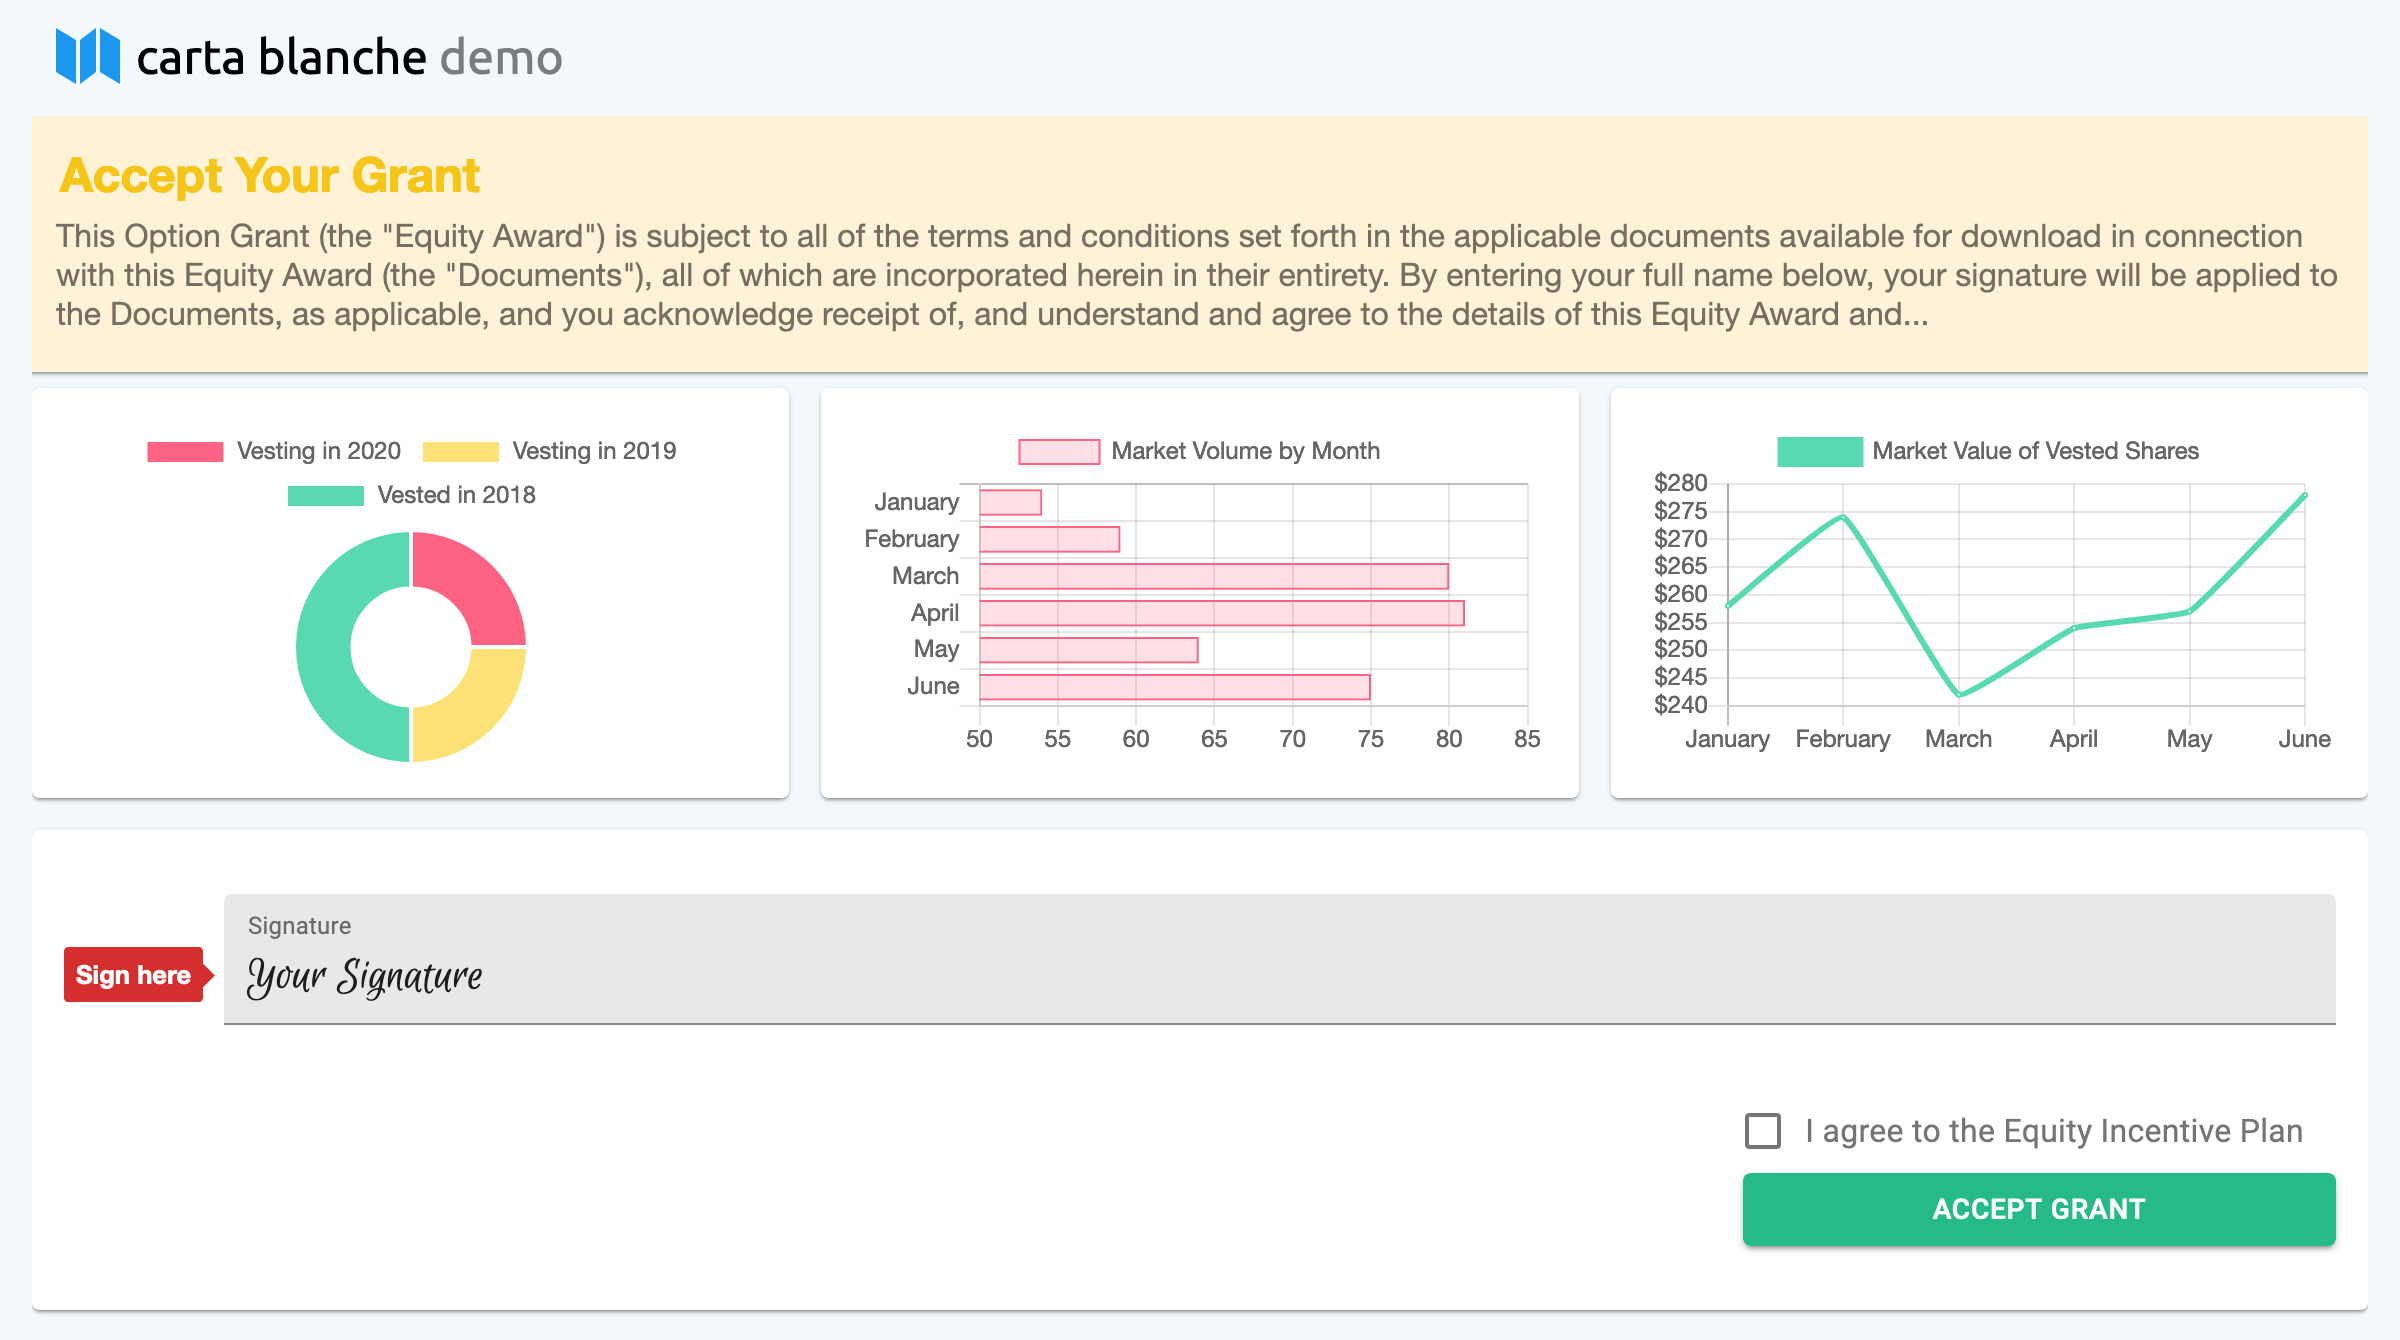 carta blanche demo
Accept Your Grant
This Option Grant (the "Equity Award") is subject to all of the terms and conditions set forth in the applicable documents available for download in connection
with this Equity Award (the "Documents"), all of which are incorporated herein in their entirety. By entering your full name below, your signature will be applied to
the Documents, as applicable, and you acknowledge receipt of, and understand and agree to the details of this Equity Award and...
Vesting in 2020 Vesting in 2019
Vested in 2018
Market Volume by Month
January
February
March
April
May
June
50 55 60 65 70 75 80 85
Market Value of Vested Shares
$280
$275
$270
$265
$260
$255
$250
$245
$240
January February March April May June
Signature
Sign here
Your Signature
I agree to the Equity Incentive Plan
ACCEPT GRANT